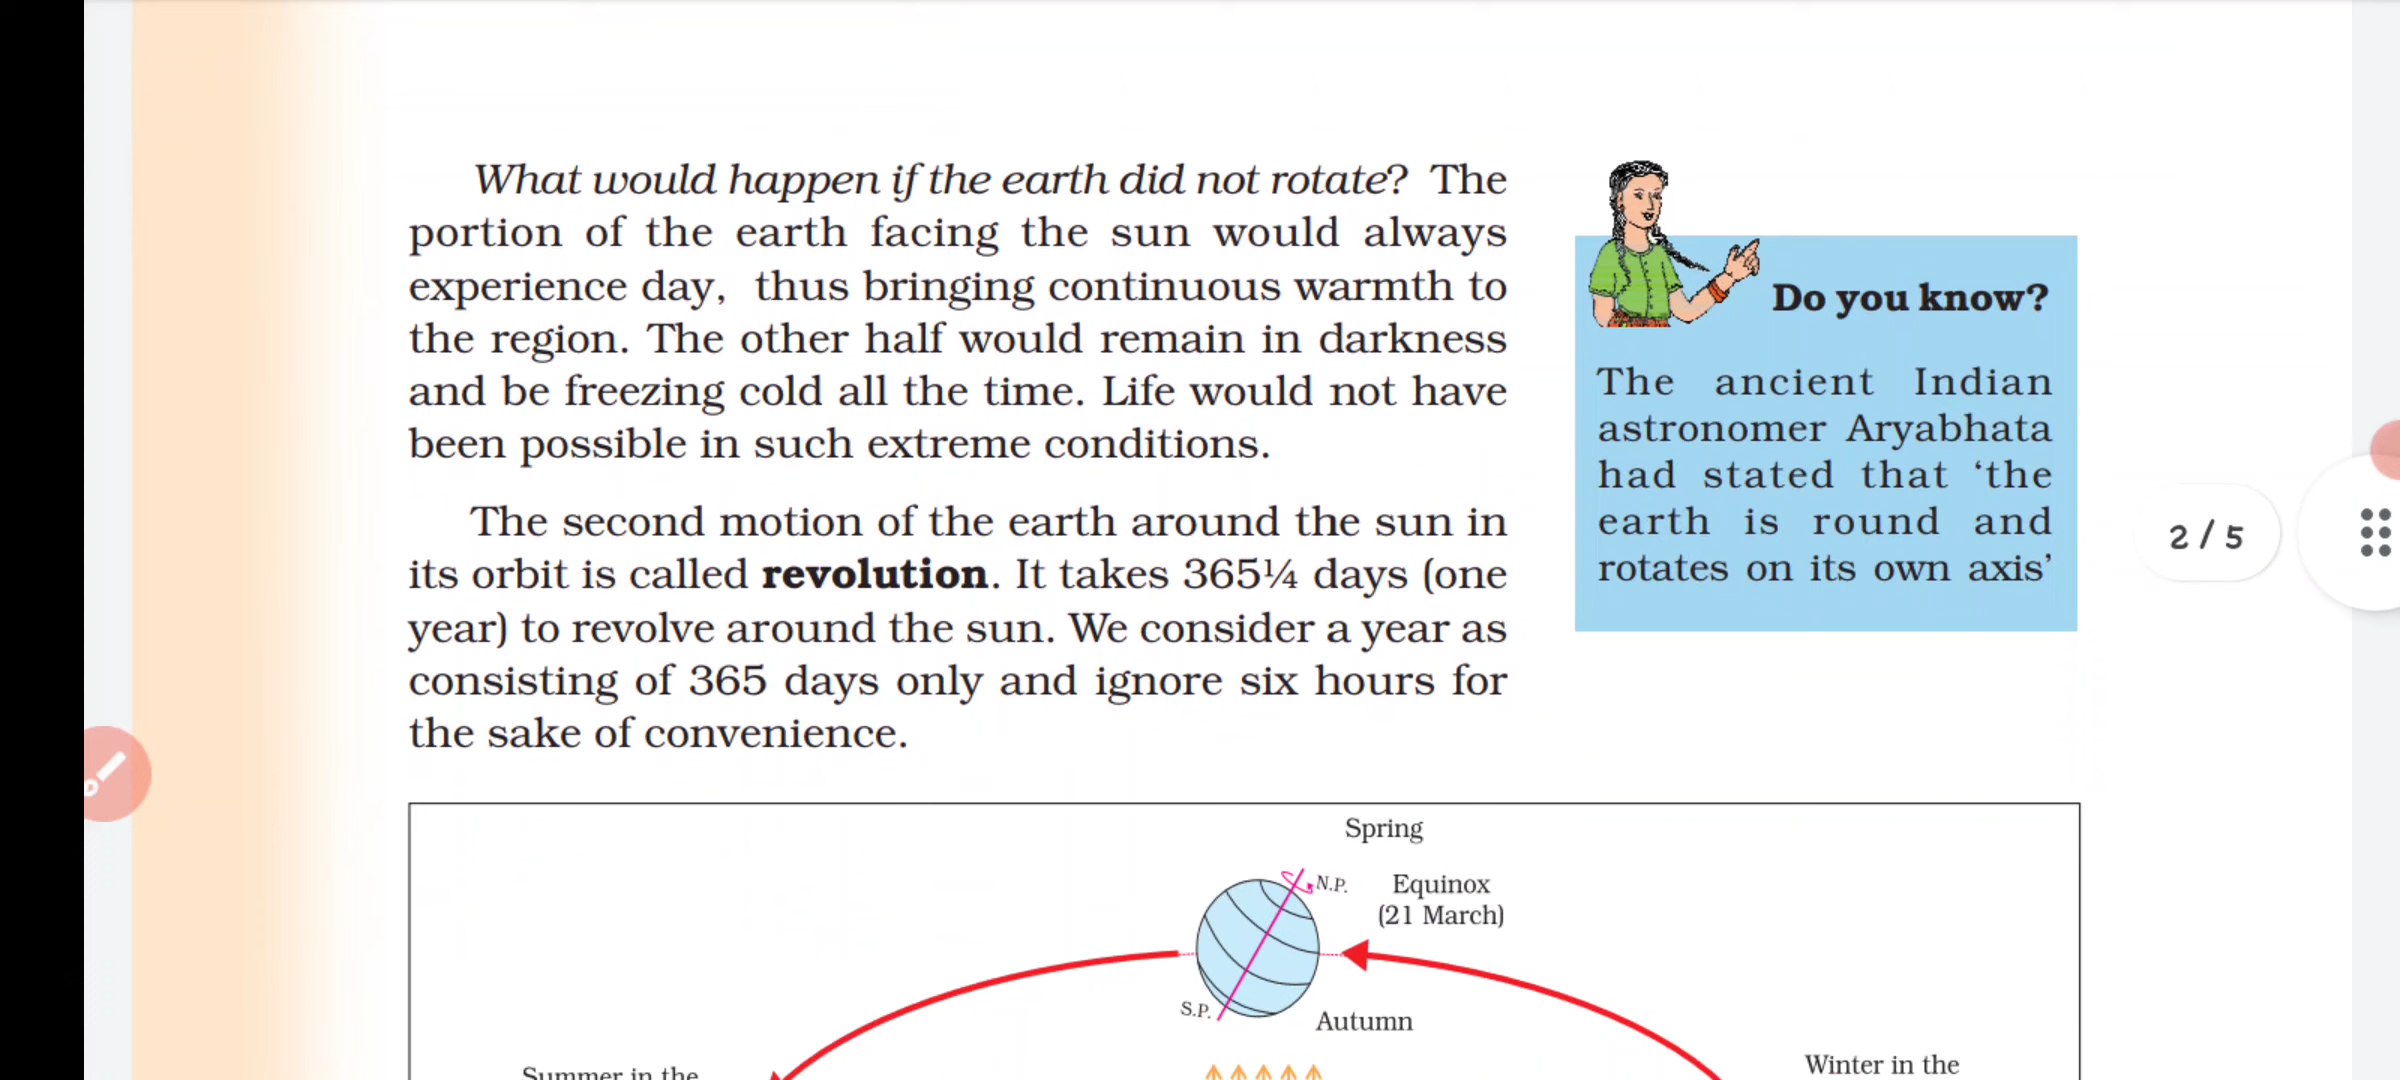 What would happen if the earth did not rotate? The
portion of the earth facing the sun would always
experience day, thus bringing continuous warmth to
the region. The other half would remain in darkness
and be freezing cold all the time. Life would not have
been possible in such extreme conditions.
The second motion of the earth around the sun in
its orbit is called revolution. It takes 365¼ days (one
year) to revolve around the sun. We consider a year as
consisting of 365 days only and ignore six hours for
the sake of convenience.
Do you know?
The ancient Indian
astronomer Aryabhata
had stated that ‘the
earth is round and
rotates on its own axis’
2 / 5
Spring
N.P.
Equinox
(21 March)
S.P.
Autumn
Summer in the
Winter in the